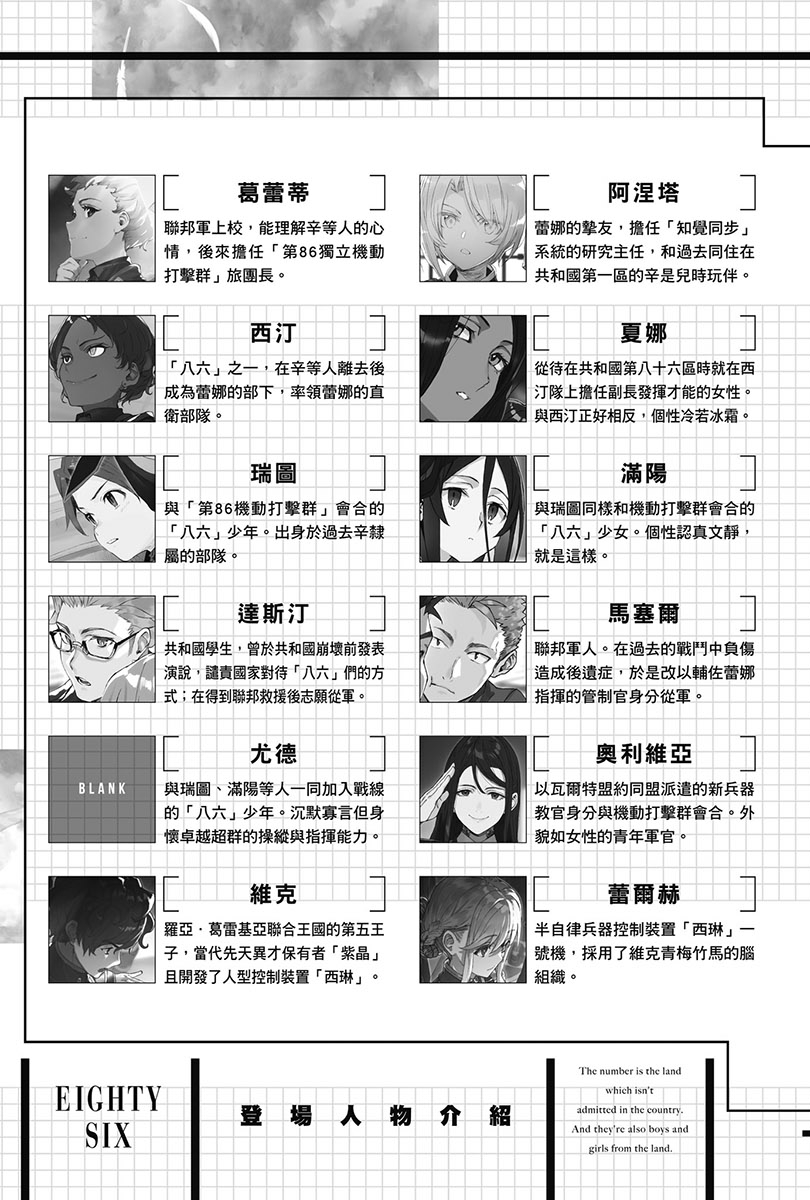 葛蕾蒂
聯邦軍上校，能理解辛等人的心
情，後來擔任「第86獨立機動
打擊群」旅團長。
阿涅塔
蕾娜的摯友，擔任「知覺同步」
系統的研究主任，和過去同住在
共和國第一區的辛是兒時玩伴。
西汀
「八六」之一，在辛等人離去後
成為蕾娜的部下，率領蕾娜的直
衛部隊。
夏娜
從待在共和國第八十六區時就在西
汀隊上擔任副長發揮才能的女性。
與西汀正好相反，個性冷若冰霜。
瑞圖
與「第86機動打擊群」會合的
「八六」少年。出身於過去辛隸
屬的部隊。
滿陽
與瑞圖同樣和機動打擊群會合的
「八六」少女。個性認真文靜，
就是這樣。
達斯汀
共和國學生，曾於共和國崩壞前發表
演說，譴責國家對待「八六」們的方
式；在得到聯邦救援後志願從軍。
馬塞爾
聯邦軍人。在過去的戰鬥中負傷
造成後遺症，於是改以輔佐蕾娜
指揮的管制官身分從軍。
BLANK
尤德
與瑞圖、滿陽等人一同加入戰線
的「八六」少年。沉默寡言但身
懷卓越超群的操縱與指揮能力。
奧利維亞
以瓦爾特盟約同盟派遣的新兵器
教官身分與機動打擊群會合。外
貌如女性的青年軍官。
維克
羅亞·葛雷基亞聯合王國的第五王
子，當代先天異才保有者「紫晶」
且開發了人型控制裝置「西琳」。
蕾爾赫
半自律兵器控制裝置「西琳」一
號機，採用了維克青梅竹馬的腦
組織。
EIGHTY
SIX
登場人物介紹
The number is the land
which isn't
admitted in the country.
And they're also boys and
girls from the land.